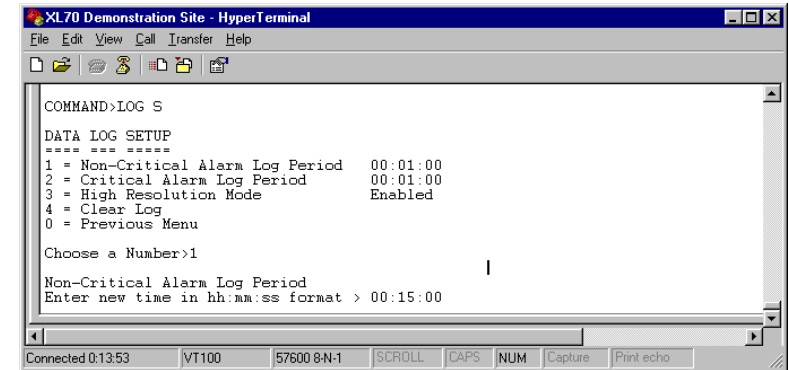 XL70 Demonstration Site - HyperTerminal
File Edit View Call Transfer Help
COMMAND>LOG S
DATA LOG SETUP
==== === =====
1 = Non-Critical Alarm Log Period 00:01:00
2 = Critical Alarm Log Period 00:01:00
3 = High Resolution Mode Enabled
4 = Clear Log
0 = Previous Menu
Choose a Number>1
Non-Critical Alarm Log Period
Enter new time in hh:mm:ss format > 00:15:00
Connected 0:13:53 VT100 57600 8-N-1 SCROLL CAPS NUM Capture Print echo